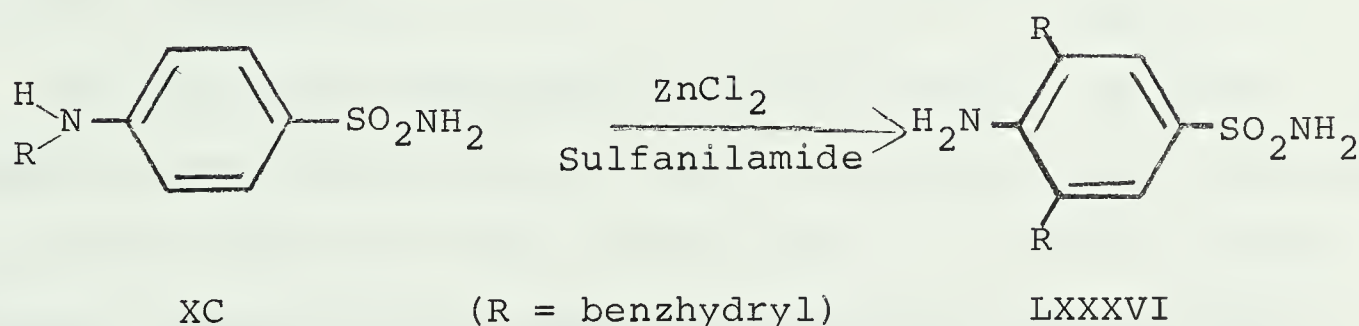 H
N
R
SO2NH2
ZnCl2
Sulfanilamide
R
H2N
SO2NH2
R
XC (R = benzhydryl) LXXXVI